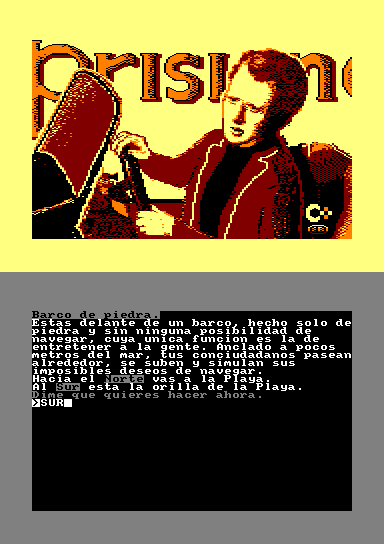 prisione
Barco de piedra.
Estas delante de un barco, hecho solo de
piedra y sin ninguna posibilidad de
navegar, cuya unica funcion es la de
entretener a la gente. Anclado a pocos
metros del mar, tus conciudadanos pasean
alrededor, se suben y simulan sus
imposibles deseos de navegar.
Hacia el Norte vas a la Playa.
Al Sur esta la orilla de la Playa.
Dime que quieres hacer ahora.
>SUR